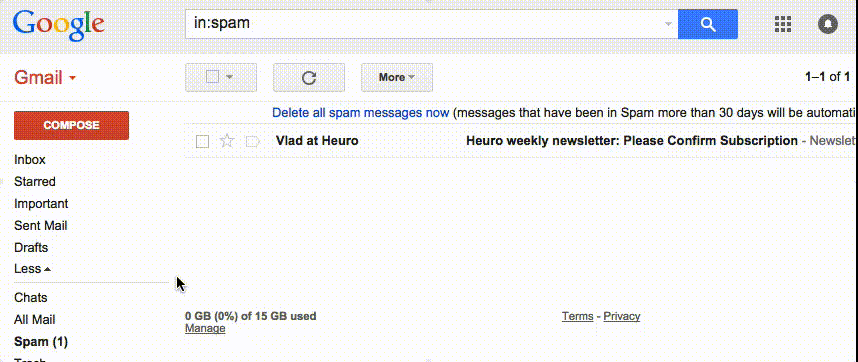 Google
in:spam
Gmail
More
1–1 of 1
COMPOSE
Delete all spam messages now (messages that have been in Spam more than 30 days will be automati
Vlad at Heuro Heuro weekly newsletter: Please Confirm Subscription - Newslet
Inbox
Starred
Important
Sent Mail
Drafts
Less
Chats
All Mail
Spam (1)
Trash
0 GB (0%) of 15 GB used
Manage
Terms - Privacy